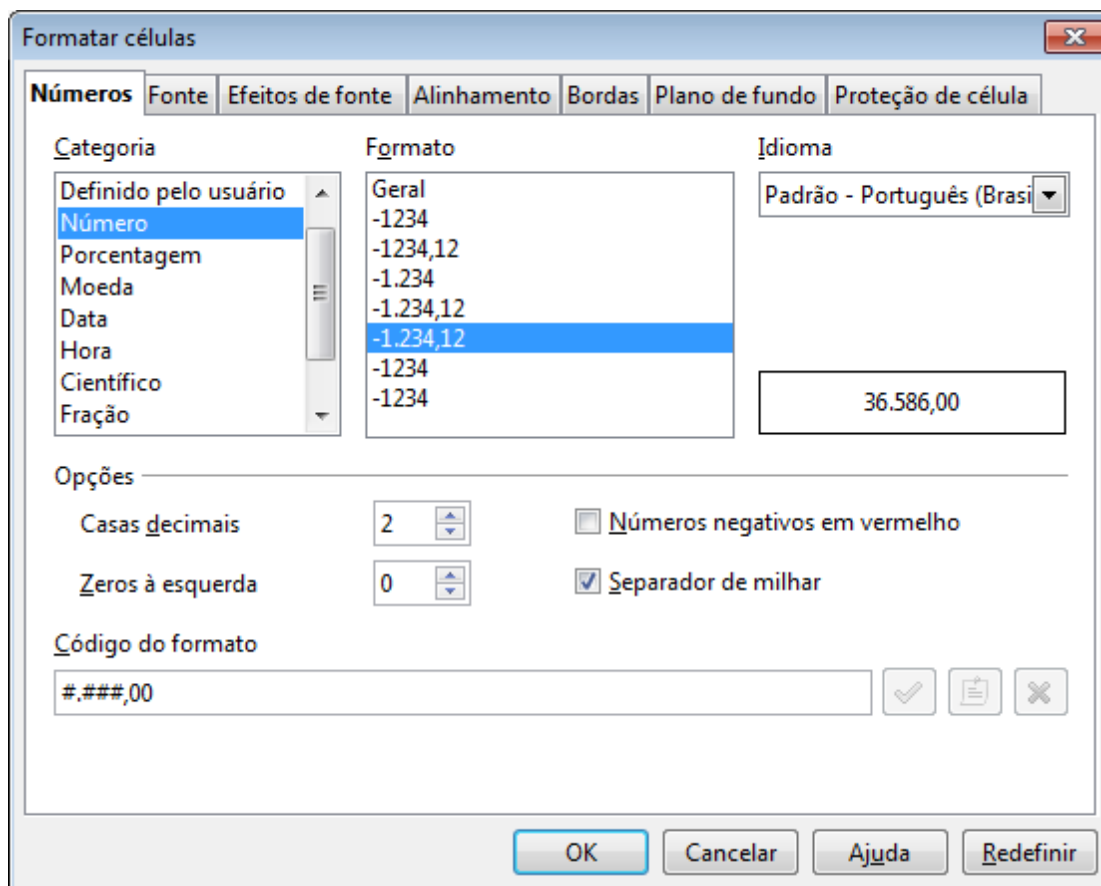 Formatar células
Números Fonte Efeitos de fonte Alinhamento Bordas Plano de fundo Proteção de célula
Categoria
Definido pelo usuário
Número
Porcentagem
Moeda
Data
Hora
Científico
Fração
Formato
Geral
-1234
-1234,12
-1.234
-1.234,12
-1.234,12
-1234
-1234
Idioma
Padrão - Português (Brasi
36.586,00
Opções
Casas decimais 2
Números negativos em vermelho
Zeros à esquerda 0
Separador de milhar
Código do formato
#.###,00
OK Cancelar Ajuda Redefinir